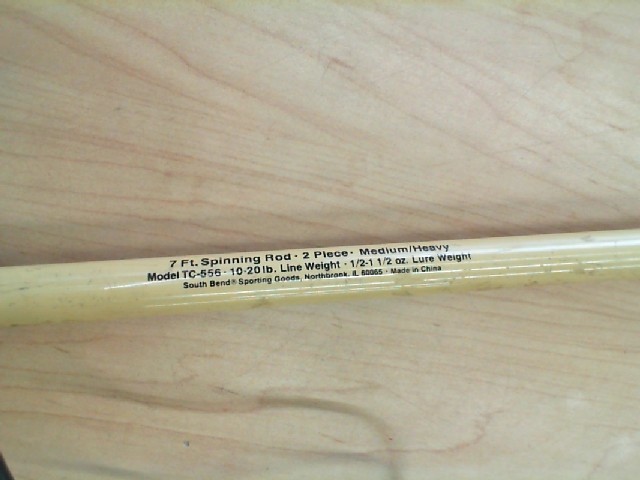 7 Ft. Spinning Rod · 2 Piece · Medium/Heavy
Model TC-556 · 10-20 lb. Line Weight · 1/2-1 1/2 oz. Lure Weight
South Bend® Sporting Goods, Northbrook, IL 60065 · Made in China